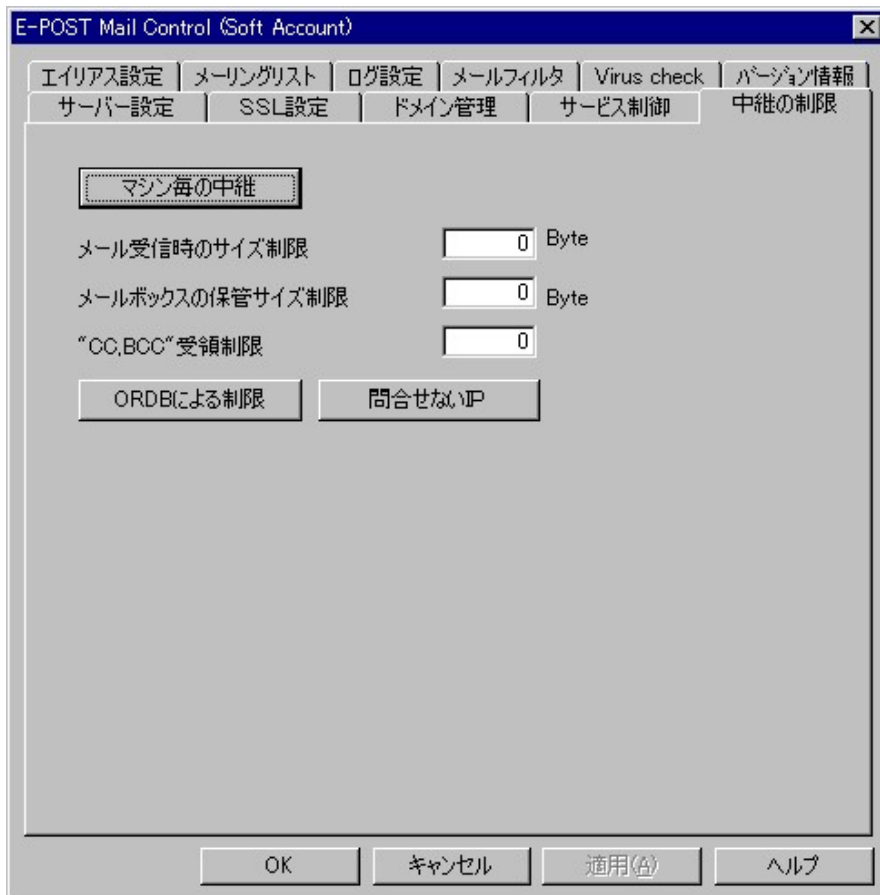 E-POST Mail Control (Soft Account)
エイリアス設定 メーリングリスト ログ設定 メールフィルタ Virus check バージョン情報
サーバー設定 SSL設定 ドメイン管理 サービス制御 中継の制限
マシン毎の中継
メール受信時のサイズ制限 0 Byte
メールボックスの保管サイズ制限 0 Byte
"CC,BCC"受領制限 0
ORDBによる制限 問合せないIP
OK キャンセル 適用(A) ヘルプ